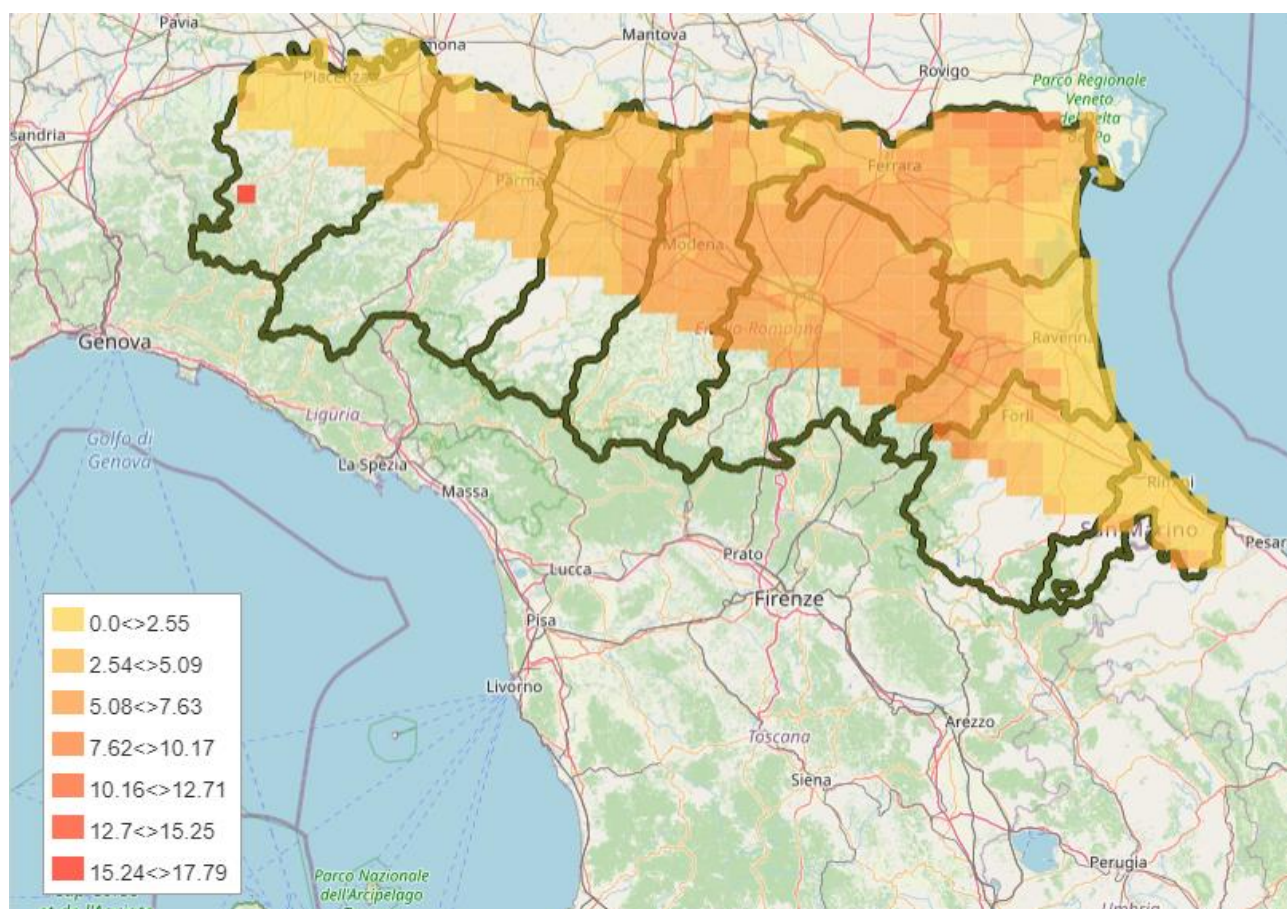 Pavia
mona
Mantova
Rovigo
Piacenza
Parco Regionale
Veneto
del Delta
Po
sandria
Parma
Ferrara
Modena
Emilia-Romagna
Ravenna
Genova
Forlì
Liguria
Golfo di
Genova
La Spezia
Massa
Rimini
San Marino
Pesar
Prato
Lucca
Firenze
Pisa
Livorno
Arezzo
Toscana
Siena
Perugia
Umbria
Parco Nazionale
dell'Arcipelago
0.0<>2.55
2.54<>5.09
5.08<>7.63
7.62<>10.17
10.16<>12.71
12.7<>15.25
15.24<>17.79